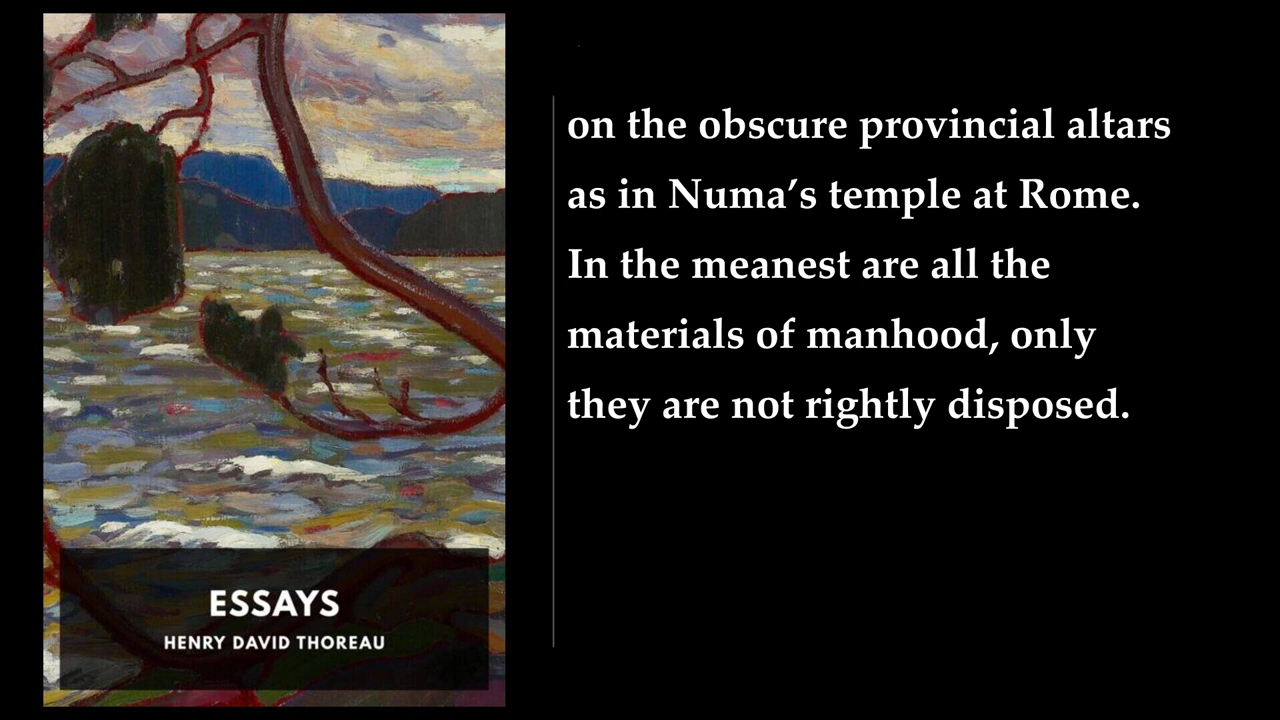 ESSAYS
HENRY DAVID THOREAU
on the obscure provincial altars
as in Numa’s temple at Rome.
In the meanest are all the
materials of manhood, only
they are not rightly disposed.